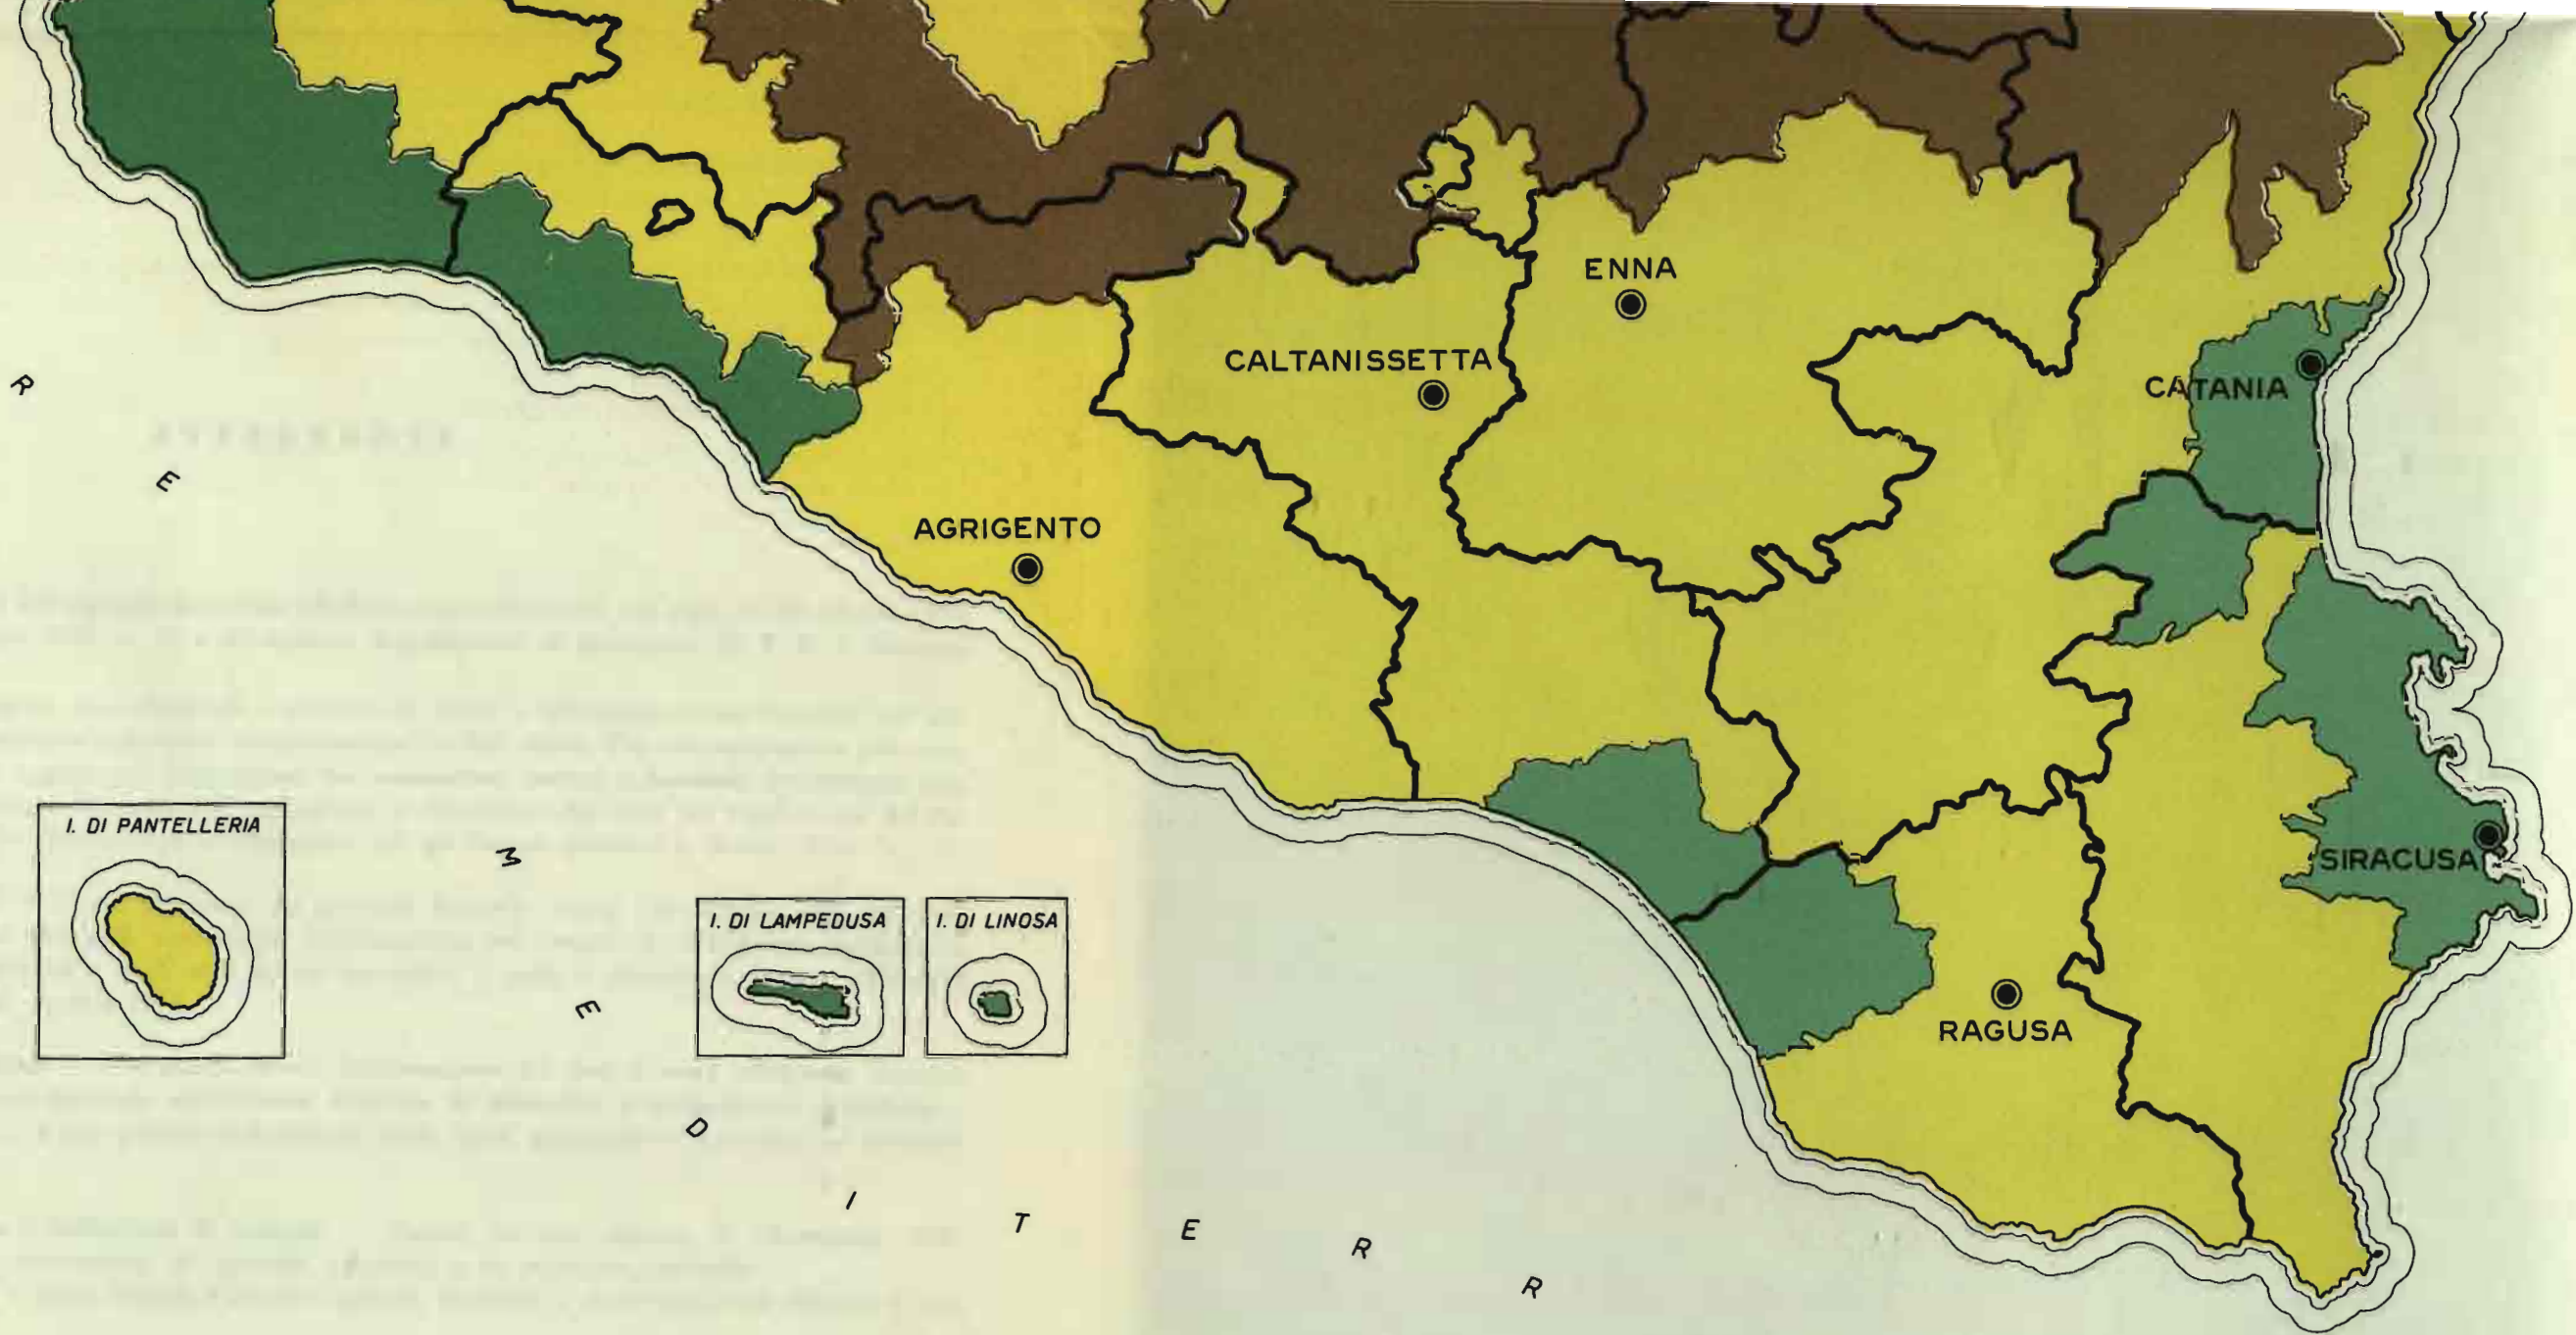 ENNA
CALTANISSETTA
CATANIA
AGRIGENTO
I. DI PANTELLERIA
SIRACUSA
I. DI LAMPEDUSA
I. DI LINOSA
RAGUSA
R E
M E D I T E R R